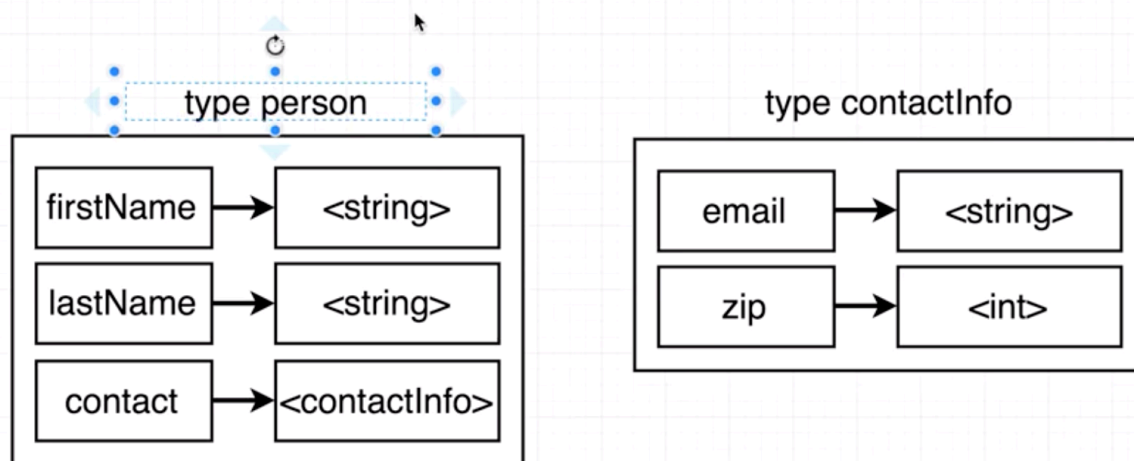 type person
firstName
<string>
lastName
<string>
contact
<contactInfo>
type contactInfo
email
<string>
zip
<int>